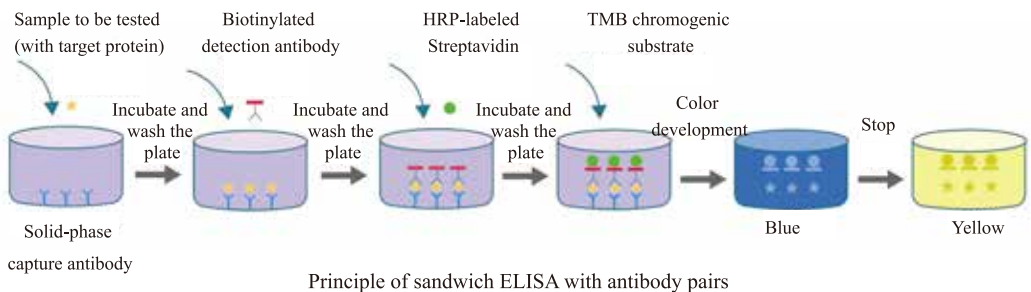 Sample to be tested
(with target protein)
Biotinylated
detection antibody
HRP-labeled
Streptavidin
TMB chromogenic
substrate
Incubate and
wash the
plate
Incubate and
wash the
plate
Incubate and
wash the
plate
Color
development
Stop
Solid-phase
capture antibody
Blue
Yellow
Principle of sandwich ELISA with antibody pairs